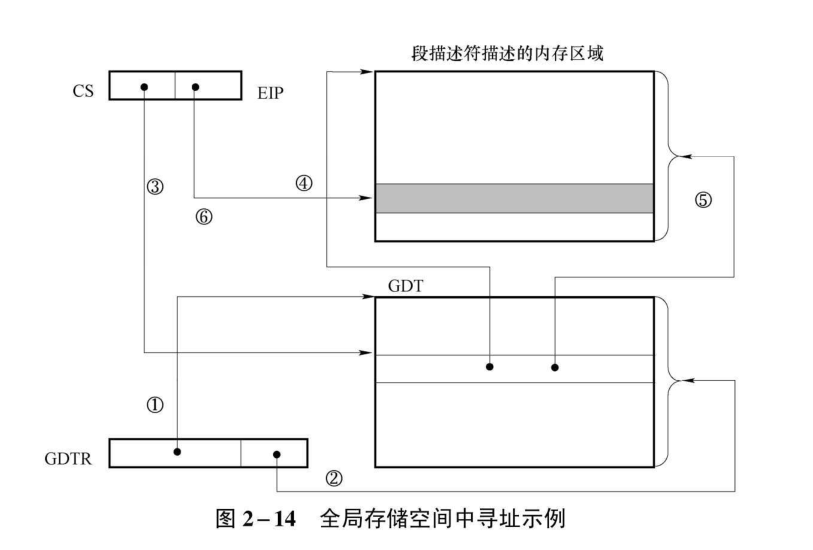 段描述符描述的内存区域
CS
EIP
③
④
⑤
⑥
GDT
①
GDTR
②
图 2-14 全局存储空间中寻址示例